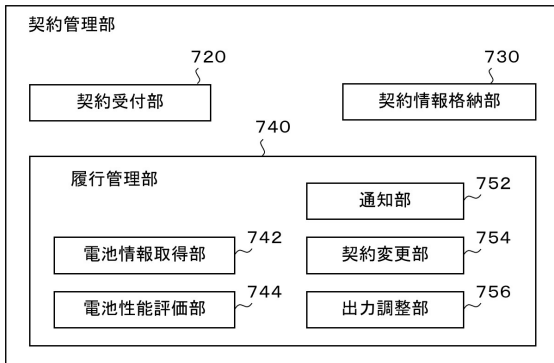 契約管理部
720
契約受付部
730
契約情報格納部
740
履行管理部
752
通知部
742
電池情報取得部
754
契約変更部
744
電池性能評価部
756
出力調整部